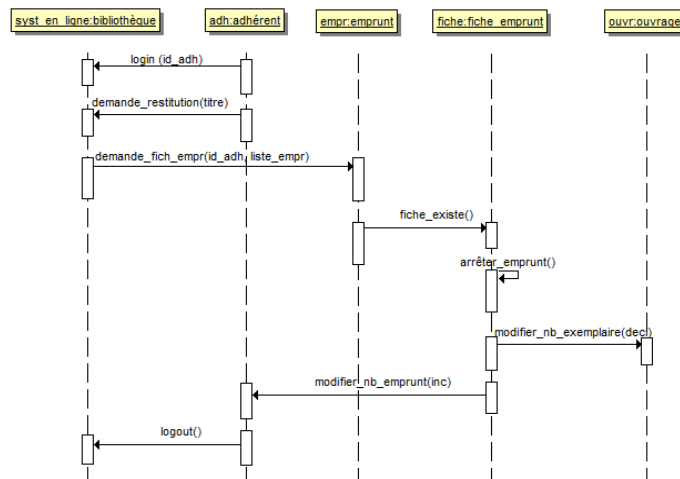 syst_en_ligne:bibliothèque
adh:adhérent
empr:emprunt
fiche:fiche_emprunt
ouvr:ouvrage
login (id_adh)
demande_restitution(titre)
demande_fich_empr(id_adh, liste_empr)
fiche_existe()
arrêter_emprunt()
modifier_nb_exemplaire(dec)
modifier_nb_emprunt(inc)
logout()